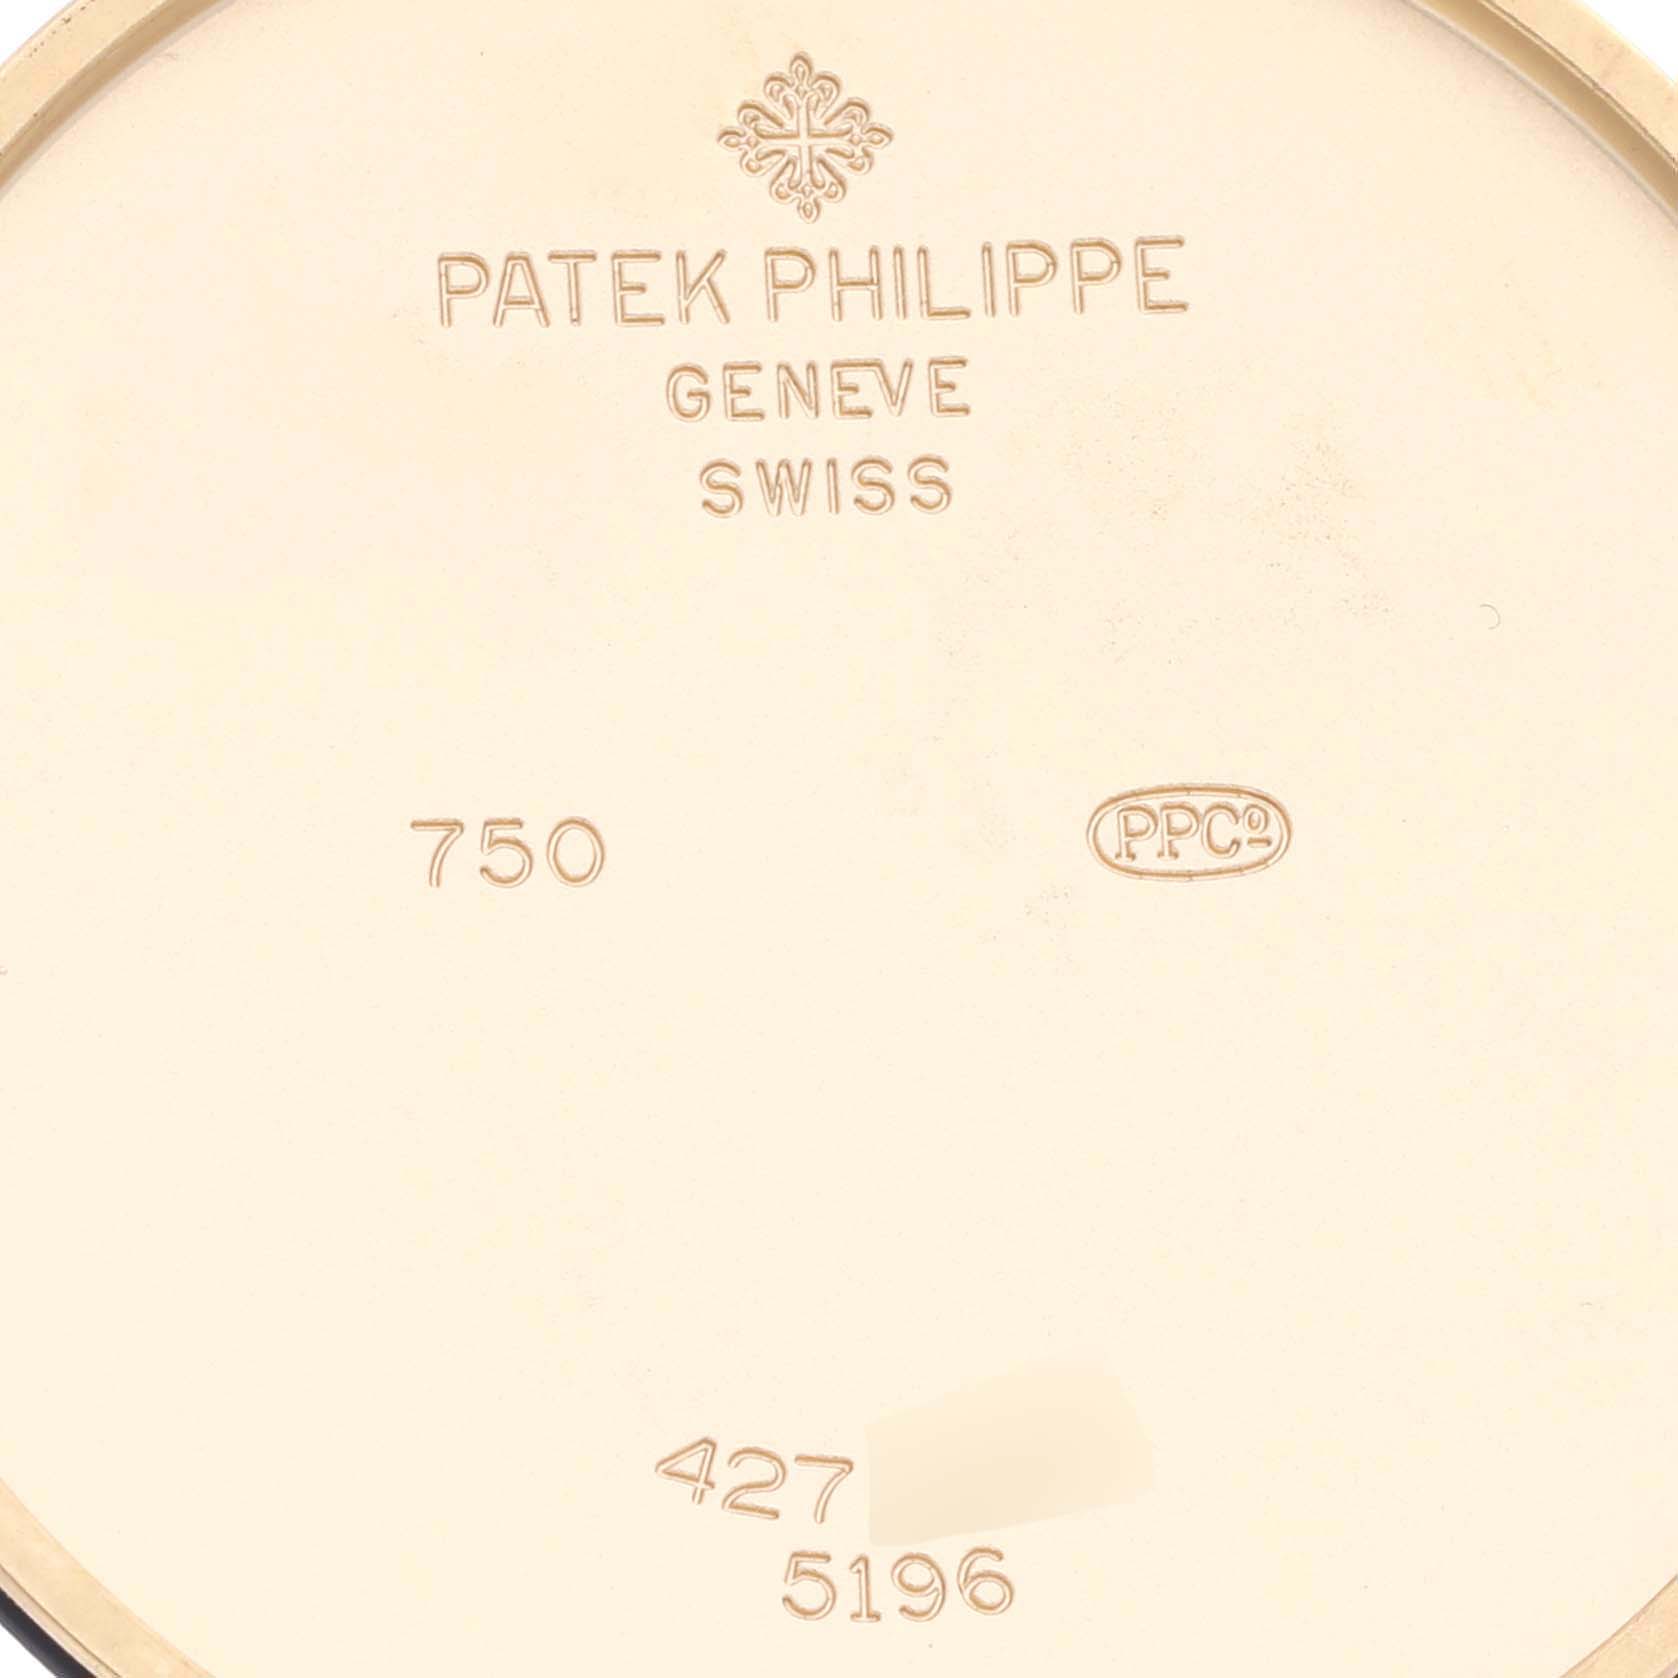 PATEK PHILIPPE
GENEVE
SWISS
750
PPCº
427
5196